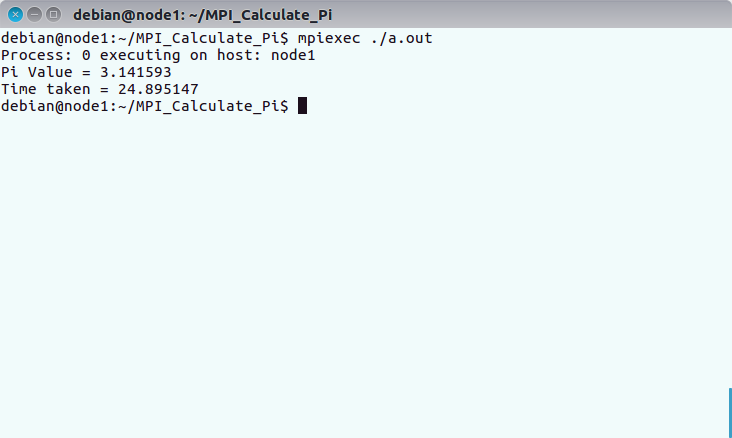 debian@node1: ~/MPI_Calculate_Pi
debian@node1:~/MPI_Calculate_Pi$ mpiexec ./a.out
Process: 0 executing on host: node1
Pi Value = 3.141593
Time taken = 24.895147
debian@node1:~/MPI_Calculate_Pi$